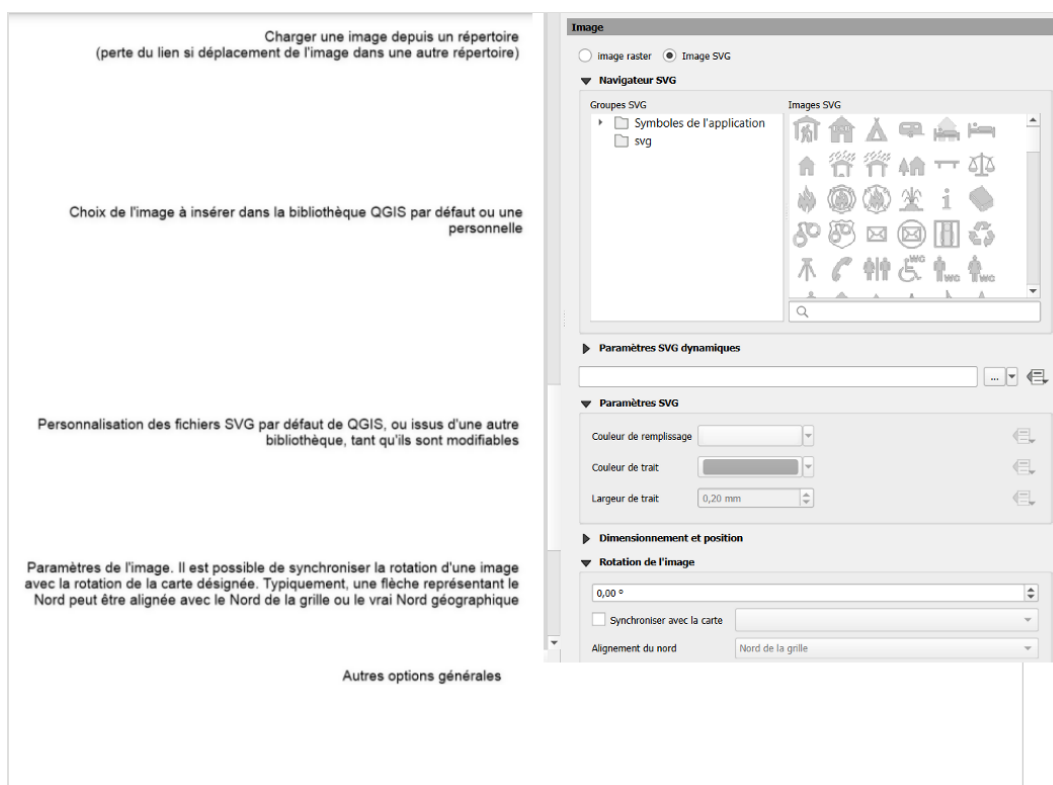 Charger une image depuis un répertoire
(perte du lien si déplacement de l'image dans une autre répertoire)
Choix de l'image à insérer dans la bibliothèque QGIS par défaut ou une
personnelle
Personnalisation des fichiers SVG par défaut de QGIS, ou issus d'une autre
bibliothèque, tant qu'ils sont modifiables
Paramètres de l'image. Il est possible de synchroniser la rotation d'une image
avec la rotation de la carte désignée. Typiquement, une flèche représentant le
Nord peut être alignée avec le Nord de la grille ou le vrai Nord géographique
Autres options générales
Image
image raster Image SVG
Navigateur SVG
Groupes SVG Images SVG
Symboles de l'application
svg
WC
WC WC
Paramètres SVG dynamiques
...
Paramètres SVG
Couleur de remplissage
Couleur de trait
Largeur de trait 0,20 mm
Dimensionnement et position
Rotation de l'image
0,00 °
Synchroniser avec la carte
Alignement du nord Nord de la grille